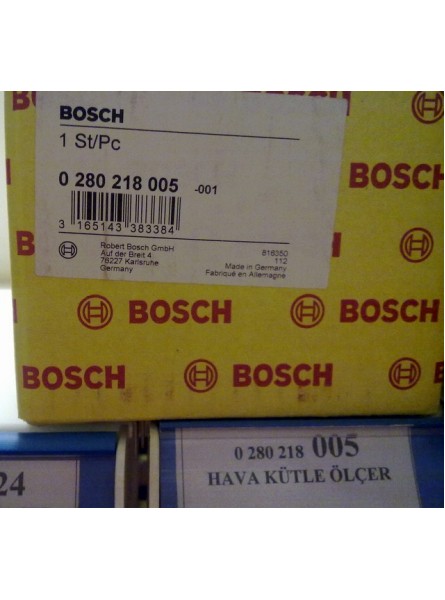 BOSCH
1 St/Pc
0 280 218 005 -001
3 165143 383384
Robert Bosch GmbH
Auf der Breit 4
76227 Karlsruhe
Germany
816350
112
Made in Germany
Fabriqué en Allemagne
BOSCH
BOSCH
BOSCH
BOSCH
BOSCH
BOSCH
24
0 280 218 005
HAVA KÜTLE ÖLÇER